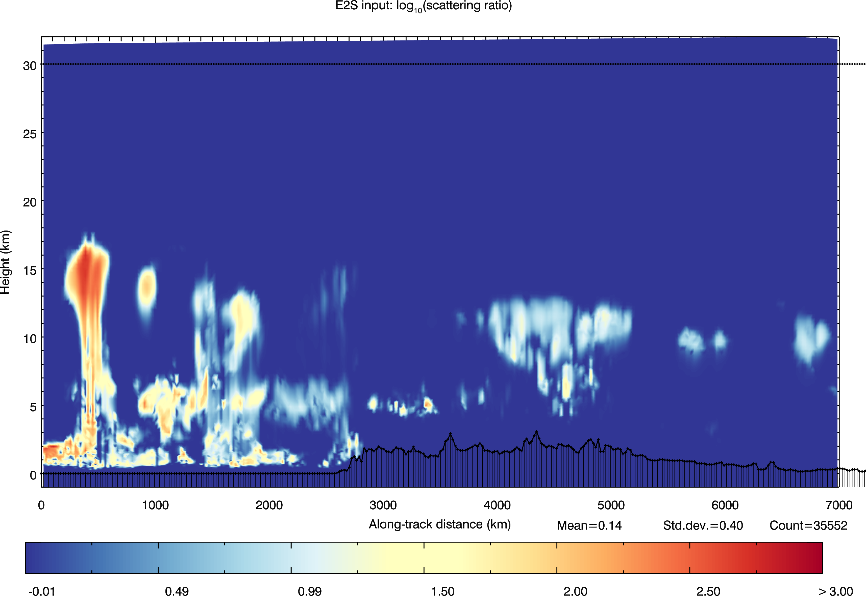 E2S input: log10(scattering ratio)
30
25
20
15
10
5
0
Height (km)
0 1000 2000 3000 4000 5000 6000 7000
Along-track distance (km) Mean=0.14 Std.dev.=0.40 Count=35552
-0.01 0.49 0.99 1.50 2.00 2.50 > 3.00